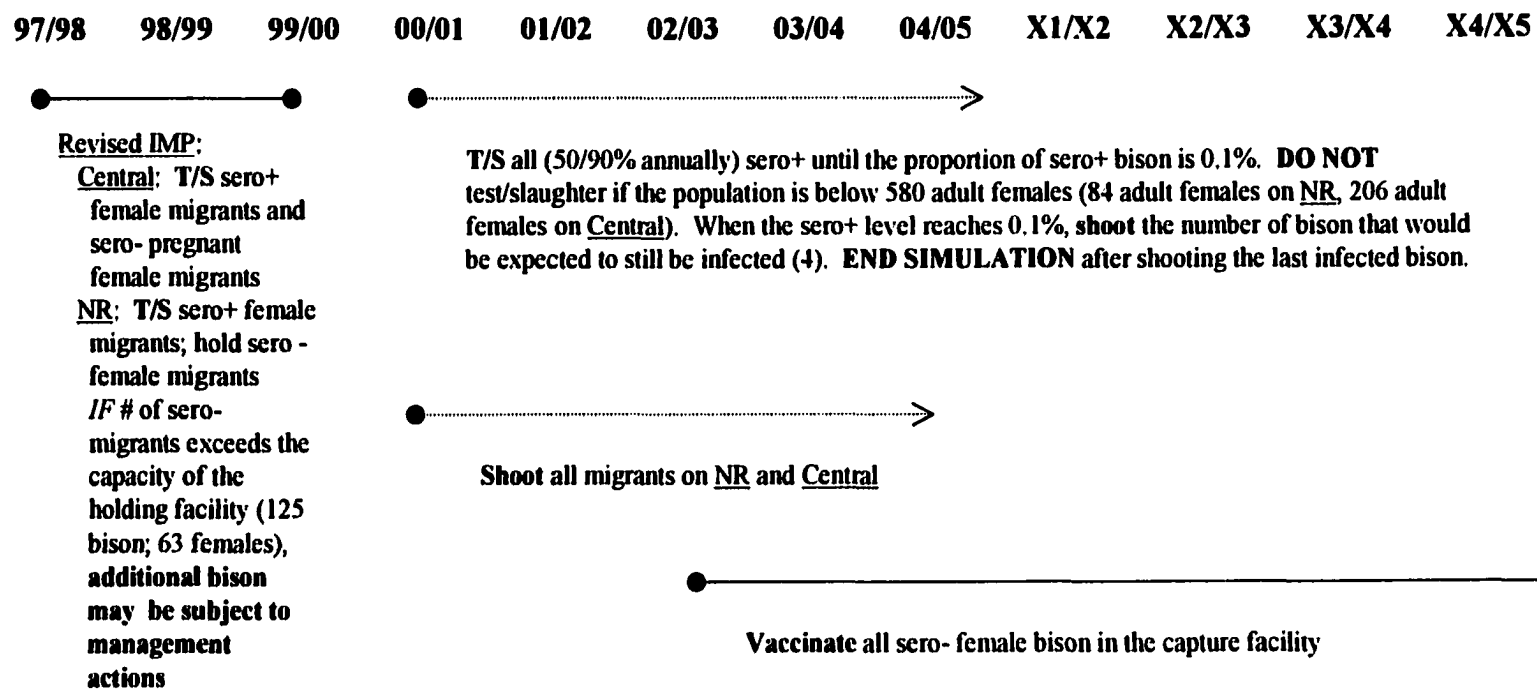 97/98 98/99 99/00 00/01 01/02 02/03 03/04 04/05 X1/X2 X2/X3 X3/X4 X4/X5
Revised IMP:
Central: T/S sero+
female migrants and
sero- pregnant
female migrants
NR: T/S sero+ female
migrants; hold sero -
female migrants
IF # of sero-
migrants exceeds the
capacity of the
holding facility (125
bison; 63 females),
additional bison
may be subject to
management
actions
T/S all (50/90% annually) sero+ until the proportion of sero+ bison is 0.1%. DO NOT
test/slaughter if the population is below 580 adult females (84 adult females on NR, 206 adult
females on Central). When the sero+ level reaches 0.1%, shoot the number of bison that would
be expected to still be infected (4). END SIMULATION after shooting the last infected bison.
Shoot all migrants on NR and Central
Vaccinate all sero- female bison in the capture facility